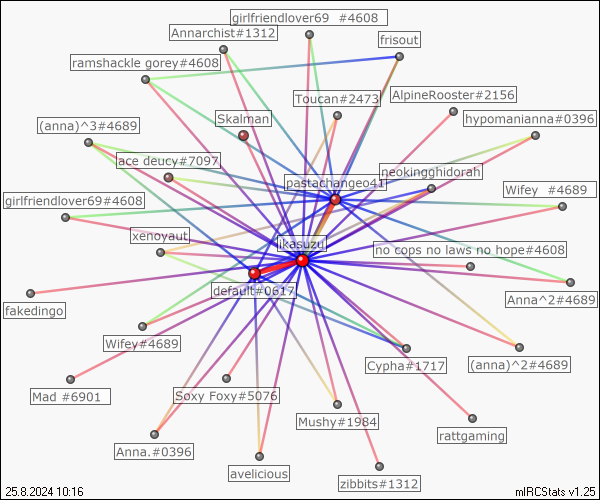 girlfriendlover69 #4608
Annarchist#1312
frisout
ramshackle gorey#4608
Toucan#2473
AlpineRooster#2156
Skalman
hypomanianna#0396
(anna)^3#4689
lace deucy#7097
neokingghidorah
pastachangeo41
girlfriendlover69#4608
Wifey #4689
xenoyaut
ikasuzu
no cops no laws no hope#4608
default#0617
Anna^2#4689
fakedingo
Wifey#4689
Cypha#1717
(anna)^2#4689
Mad #6901
Soxy Foxy#5076
Mushy#1984
rattgaming
Anna.#0396
avelicious
zibbits#1312
25.8.2024 10:16
mIRCStats v1.25